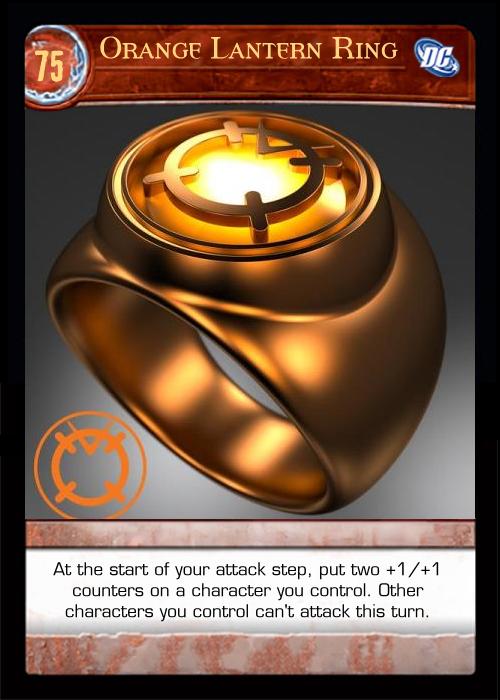 75
Orange Lantern Ring
DC
At the start of your attack step, put two +1/+1
counters on a character you control. Other
characters you control can't attack this turn.